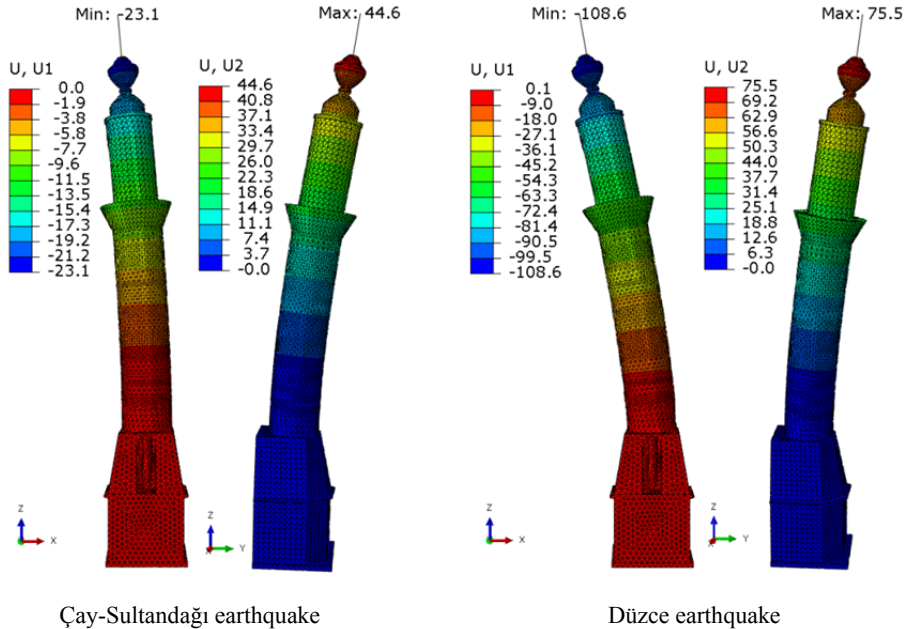 Min: -23.1
Max: 44.6
Min: -108.6
Max: 75.5
U, U1
0.0
-1.9
-3.8
-5.8
-7.7
-9.6
-11.5
-13.5
-15.4
-17.3
-19.2
-21.2
-23.1
U, U2
44.6
40.8
37.1
33.4
29.7
26.0
22.3
18.6
14.9
11.1
7.4
3.7
-0.0
U, U1
0.1
-9.0
-18.0
-27.1
-36.1
-45.2
-54.3
-63.3
-72.4
-81.4
-90.5
-99.5
-108.6
U, U2
75.5
69.2
62.9
56.6
50.3
44.0
37.7
31.4
25.1
18.8
12.6
6.3
-0.0
Z
X
Z
X
Y
Z
X
Z
X
Y
Çay-Sultandağı earthquake
Düzce earthquake